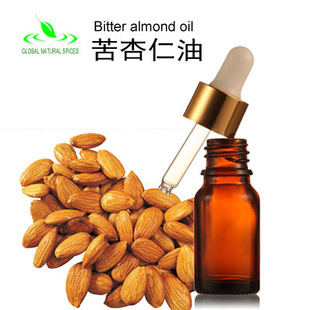 Bitter almond oil
苦杏仁油
GLOBAL NATURAL SPICES